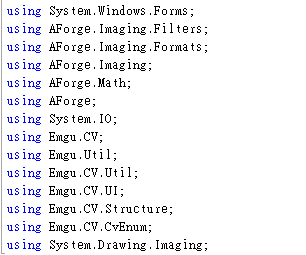 using System.Windows.Forms;
using AForge.Imaging.Filters;
using AForge.Imaging.Formats;
using AForge.Imaging;
using AForge.Math;
using AForge;
using System.IO;
using Emgu.CV;
using Emgu.Util;
using Emgu.CV.Util;
using Emgu.CV.UI;
using Emgu.CV.Structure;
using Emgu.CV.CvEnum;
using System.Drawing.Imaging;